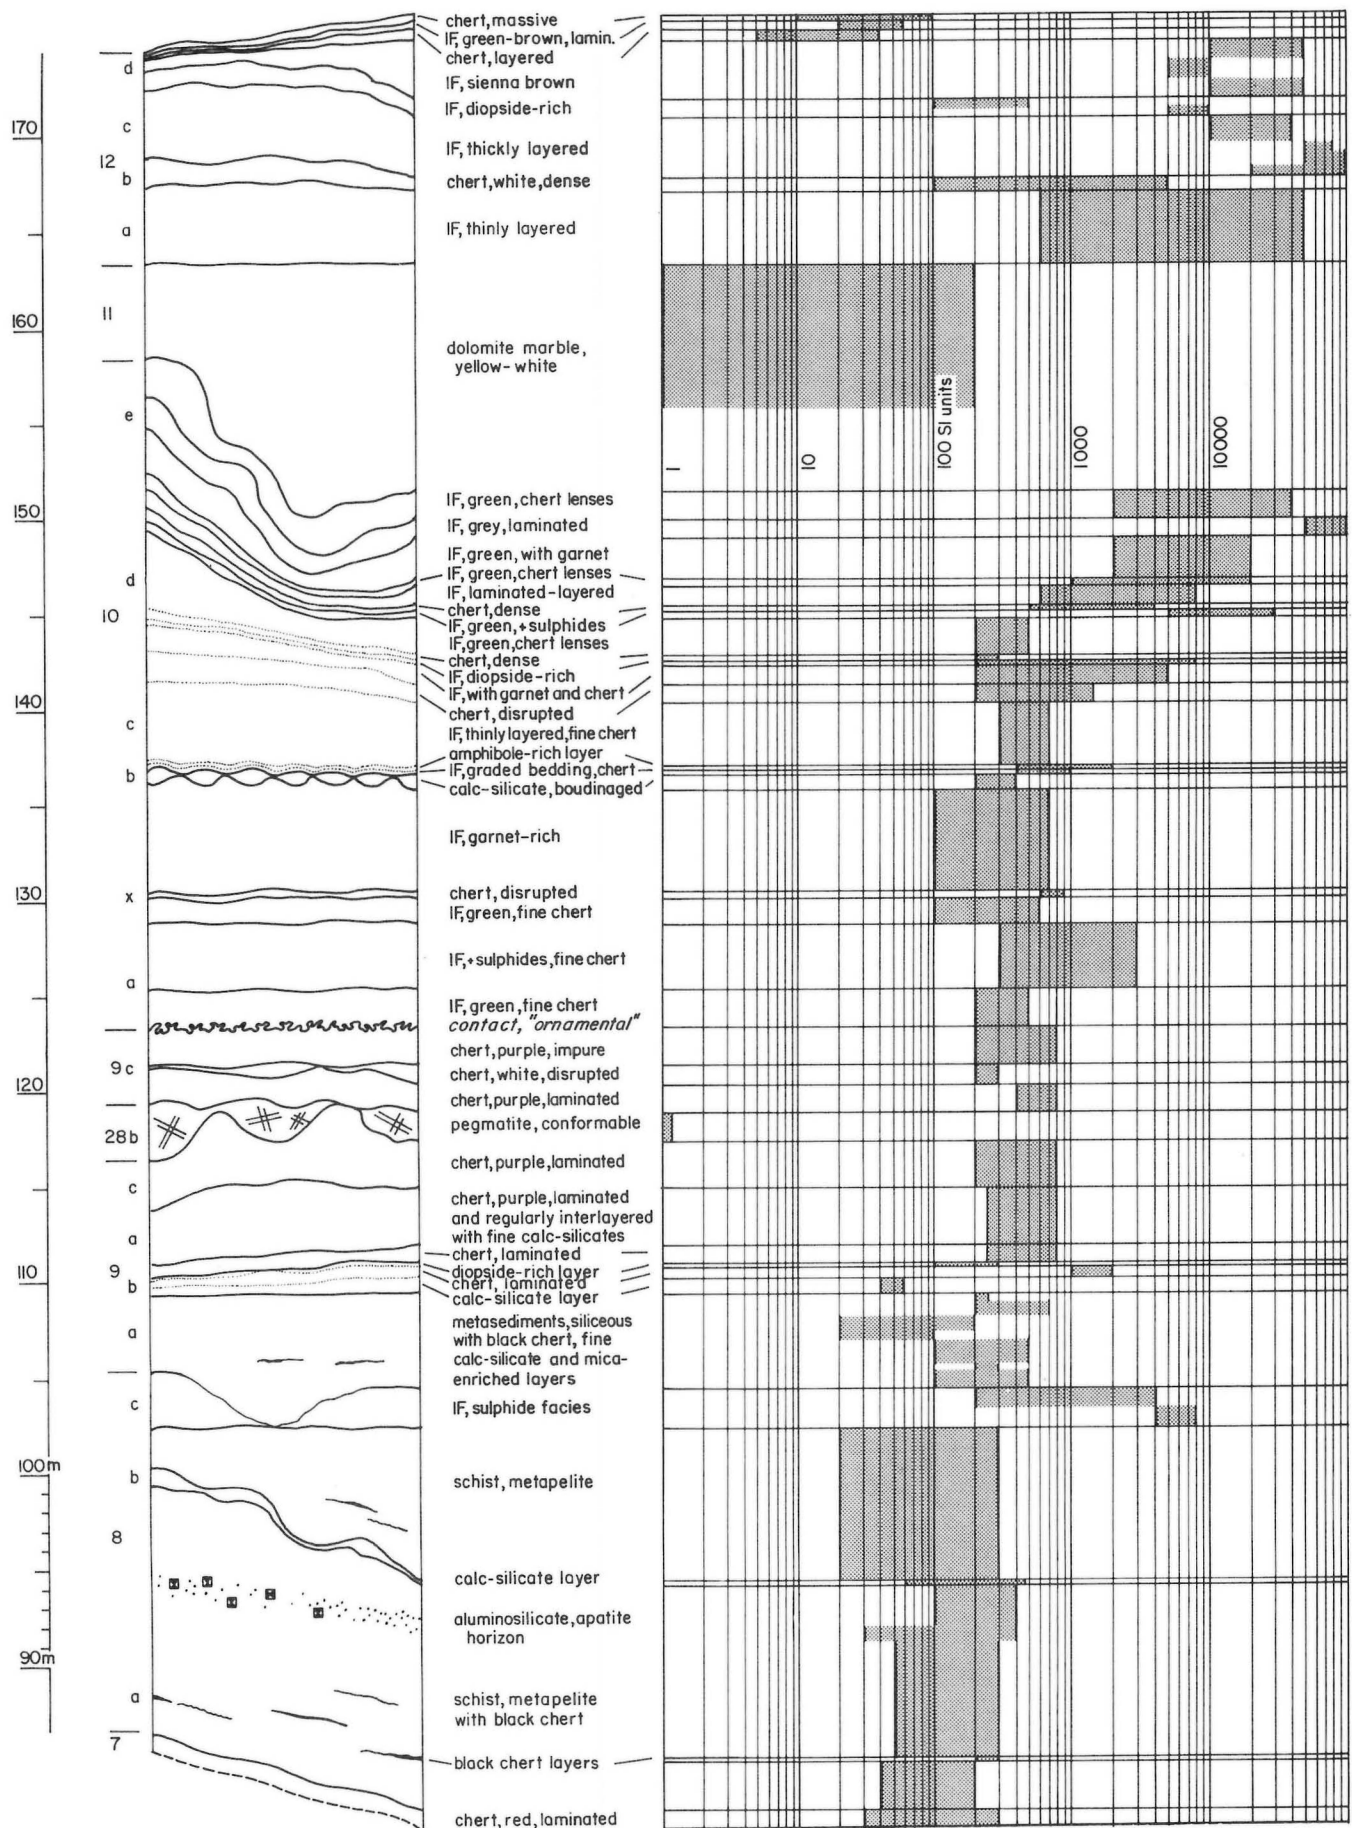 chert, massive
IF, green-brown, lamin.
chert, layered
d
IF, sienna brown
IF, diopside-rich
170
c
IF, thickly layered
12
b
chert, white, dense
a
IF, thinly layered
11
160
dolomite marble,
yellow-white
e
1
10
100 SI units
1000
10000
IF, green, chert lenses
150
IF, grey, laminated
IF, green, with garnet
d
IF, green, chert lenses
IF, laminated-layered
10
chert, dense
IF, green, + sulphides
IF, green, chert lenses
chert, dense
IF, diopside-rich
IF, with garnet and chert
140
chert, disrupted
c
IF, thinly layered, fine chert
amphibole-rich layer
b
IF, graded bedding, chert
calc-silicate, boudinaged
IF, garnet-rich
130
x
chert, disrupted
IF, green, fine chert
IF, + sulphides, fine chert
a
IF, green, fine chert
contact, "ornamental"
chert, purple, impure
9c
chert, white, disrupted
120
chert, purple, laminated
pegmatite, conformable
28b
chert, purple, laminated
c
chert, purple, laminated
and regularly interlayered
with fine calc-silicates
a
chert, laminated
9
diopside-rich layer
110
chert, laminated
b
calc-silicate layer
metasediments, siliceous
a
with black chert, fine
calc-silicate and mica-
enriched layers
c
IF, sulphide facies
100m
b
schist, metapelite
8
calc-silicate layer
aluminosilicate, apatite
horizon
90m
a
schist, metapelite
with black chert
7
black chert layers
chert, red, laminated